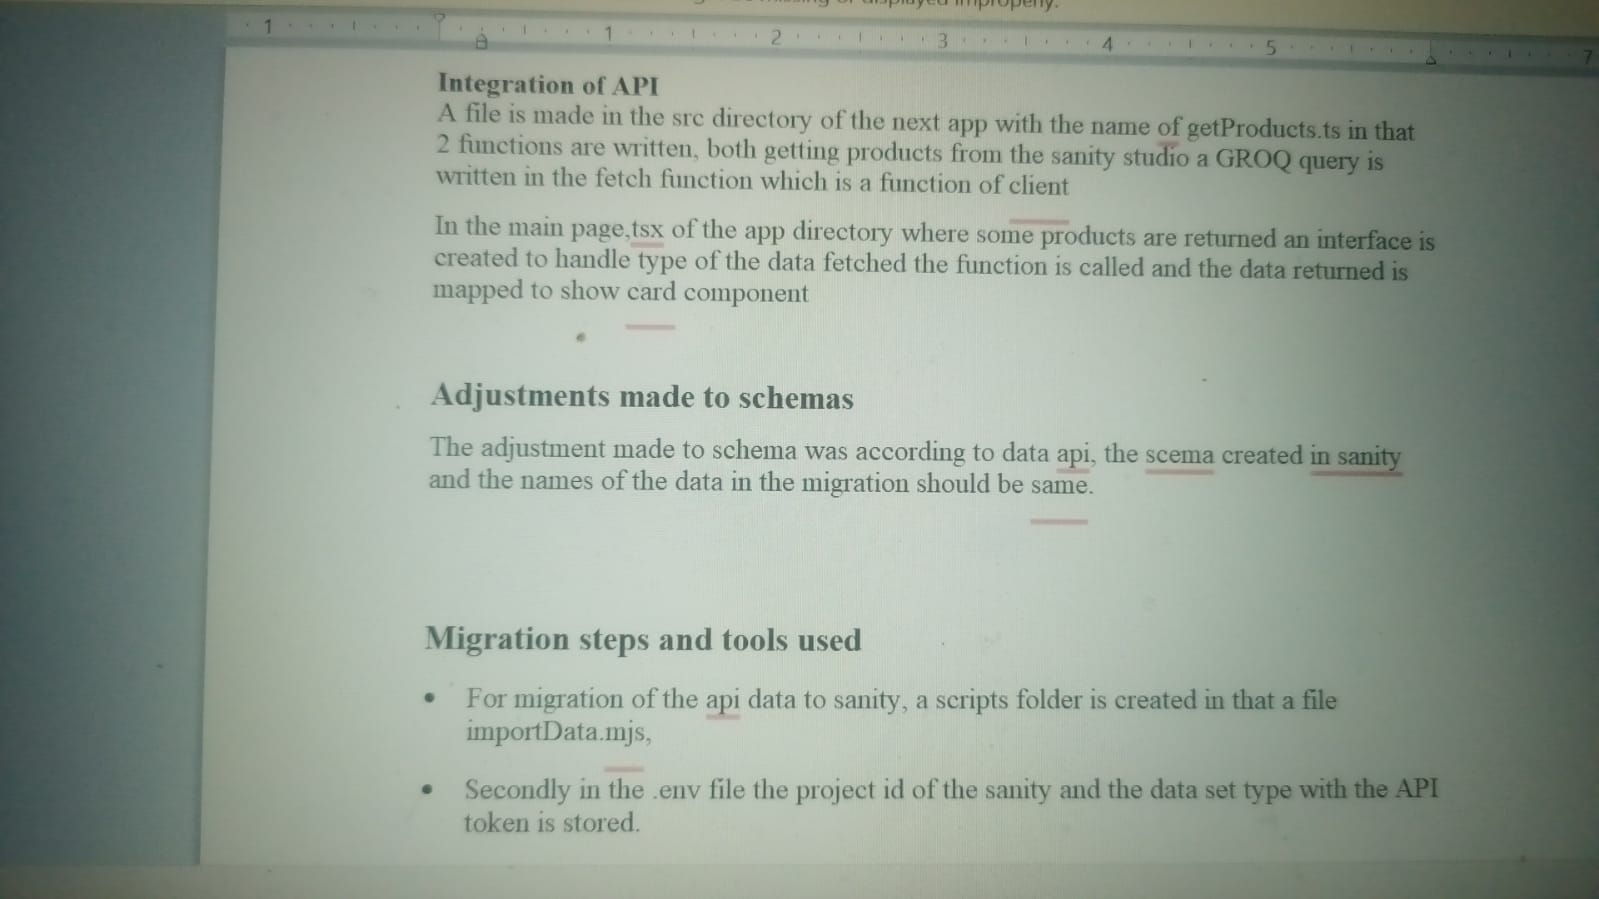 displayed improperly.
1 1 2 3 4 5 7
Integration of API
A file is made in the src directory of the next app with the name of getProducts.ts in that
2 functions are written, both getting products from the sanity studio a GROQ query is
written in the fetch function which is a function of client
In the main page,tsx of the app directory where some products are returned an interface is
created to handle type of the data fetched the function is called and the data returned is
mapped to show card component
Adjustments made to schemas
The adjustment made to schema was according to data api, the scema created in sanity
and the names of the data in the migration should be same.
Migration steps and tools used
• For migration of the api data to sanity, a scripts folder is created in that a file
importData.mjs,
• Secondly in the .env file the project id of the sanity and the data set type with the API
token is stored.